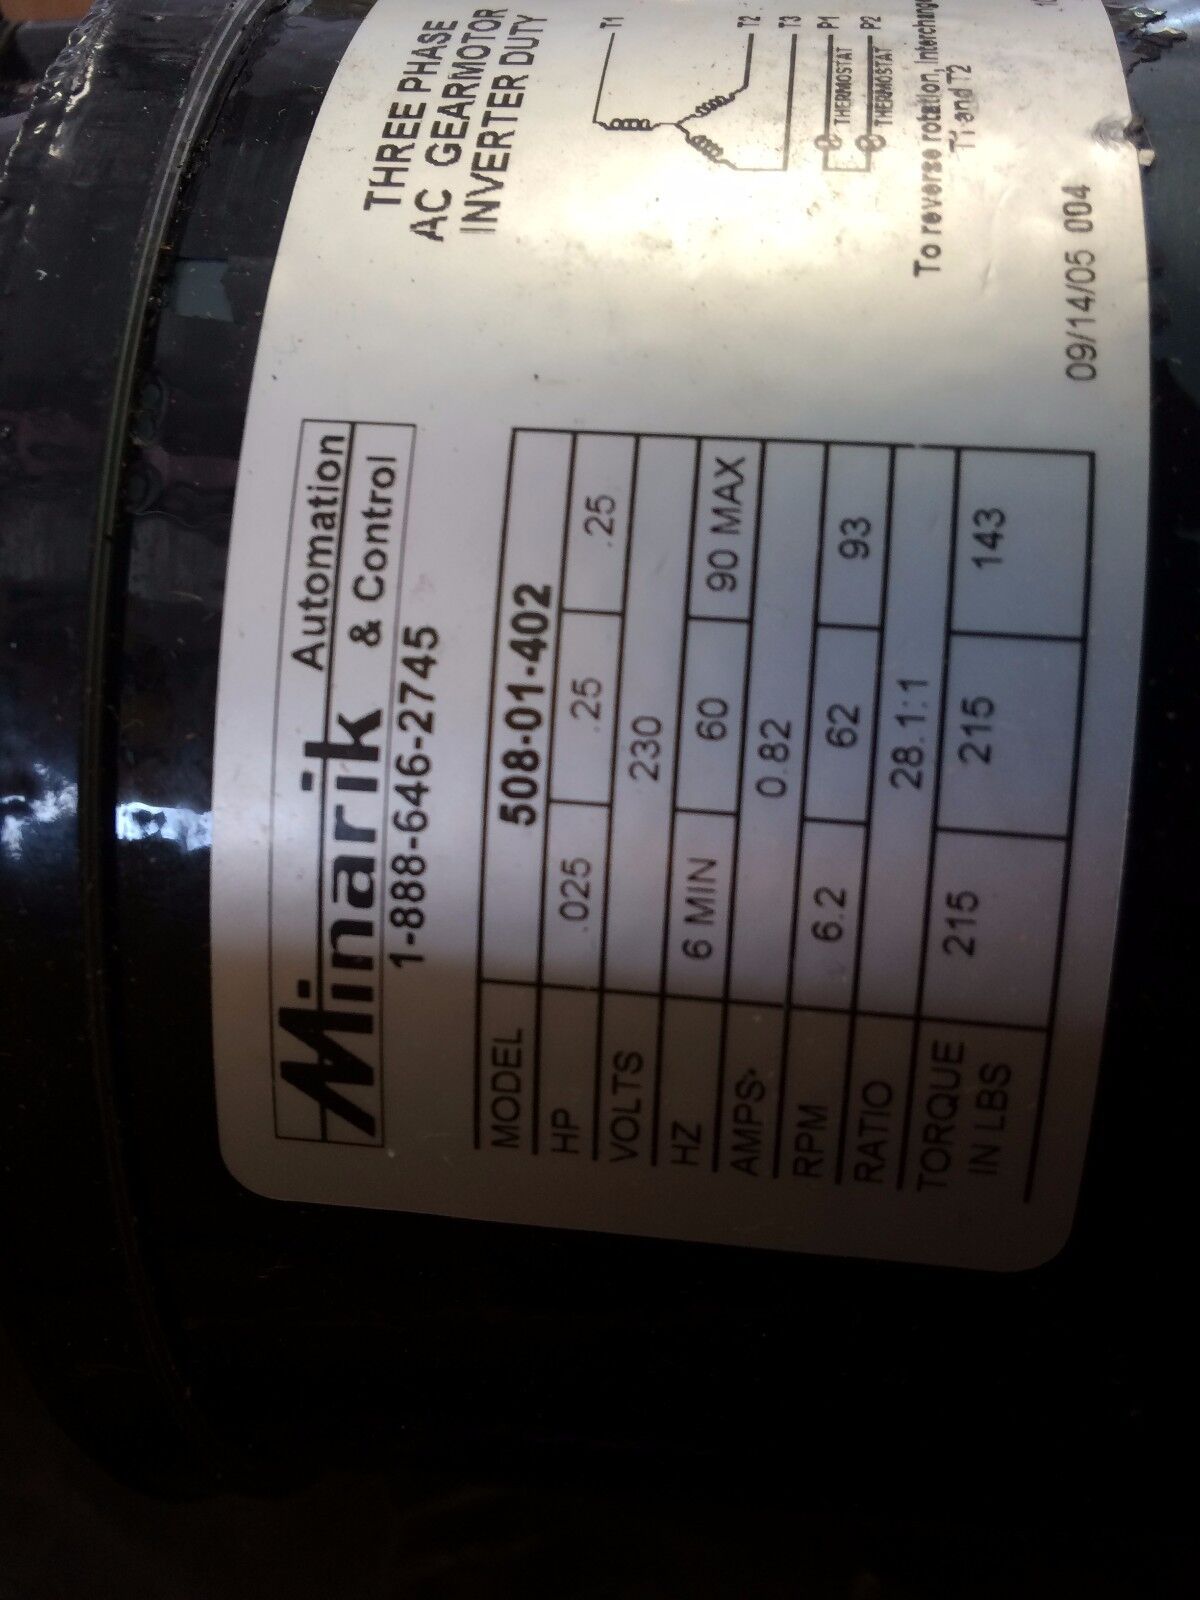 Minarik Automation
& Control
1-888-646-2745
MODEL 508-01-402
HP .025 .25 .25
VOLTS 230
HZ 6 MIN 60 90 MAX
AMPS 0.82
RPM 6.2 62 93
RATIO 28.1:1
TORQUE
IN LBS 215 215 143
THREE PHASE
AC GEARMOTOR
INVERTER DUTY
T1
T2
T3
P1
THERMOSTAT
P2
THERMOSTAT
To reverse rotation, Interchange
T1 and T2
09/14/05 004